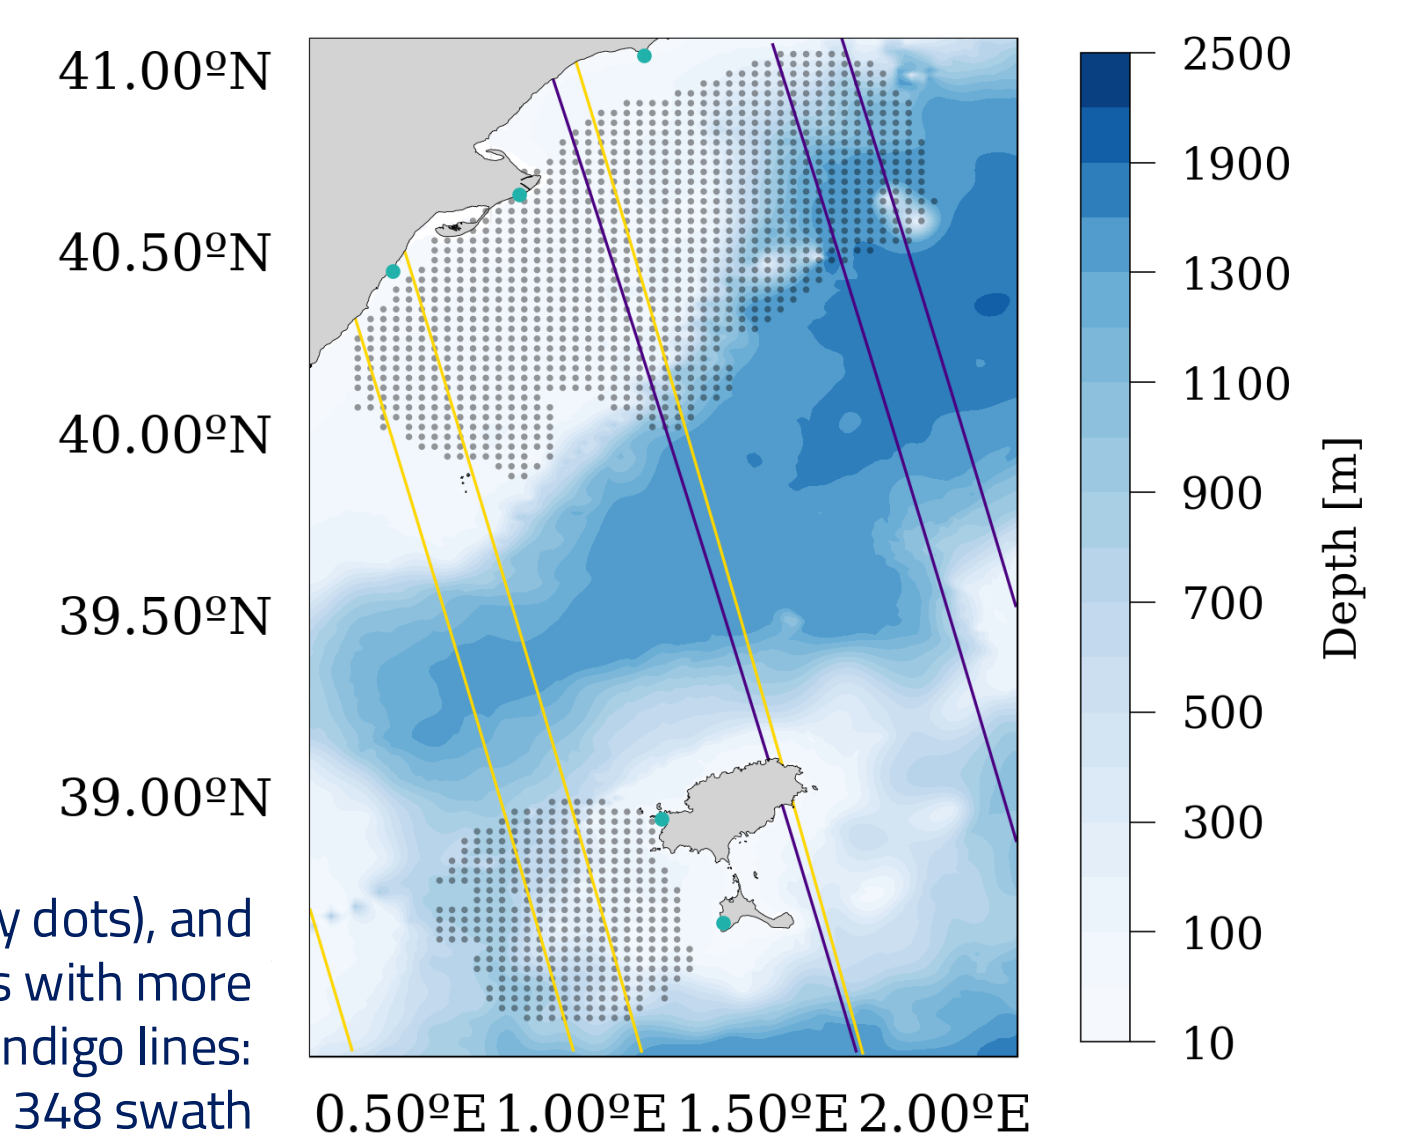 41.00ºN
40.50ºN
40.00ºN
39.50ºN
39.00ºN
0.50ºE 1.00ºE 1.50ºE 2.00ºE
2500
1900
1300
1100
900
700
500
300
100
10
Depth [m]
y dots), and
s with more
ndigo lines:
348 swath